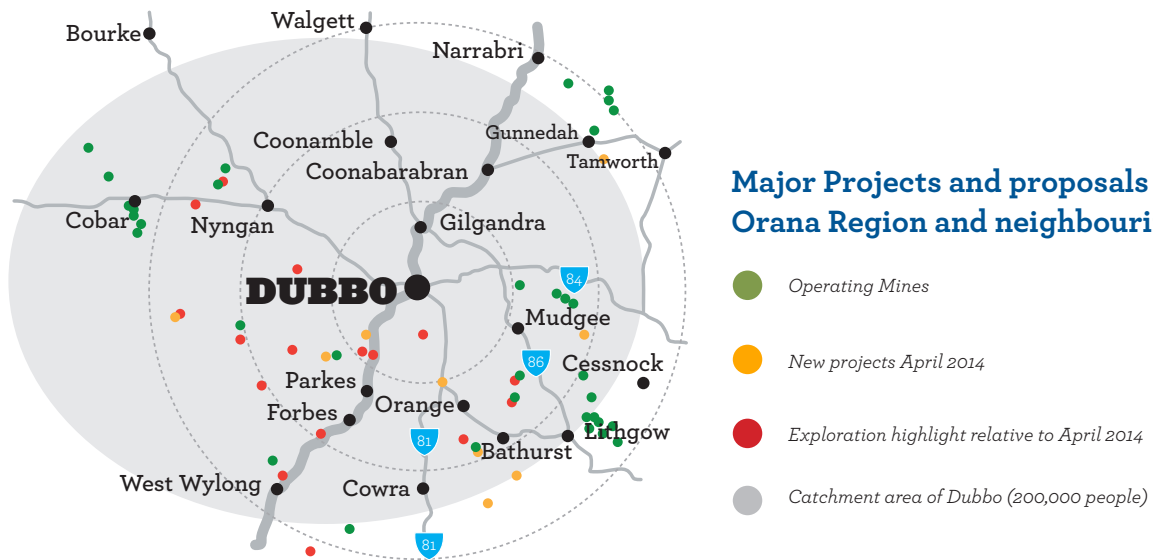 Walgett
Bourke
Narrabri
Gunnedah
Coonamble
Tamworth
Coonabarabran
Cobar
Nyngan
Gilgandra
84
DUBBO
Mudgee
86
Cessnock
Parkes
Orange
Forbes
81
Lithgow
Bathurst
West Wylong
Cowra
81
Major Projects and proposals
Orana Region and neighbouri
Operating Mines
New projects April 2014
Exploration highlight relative to April 2014
Catchment area of Dubbo (200,000 people)